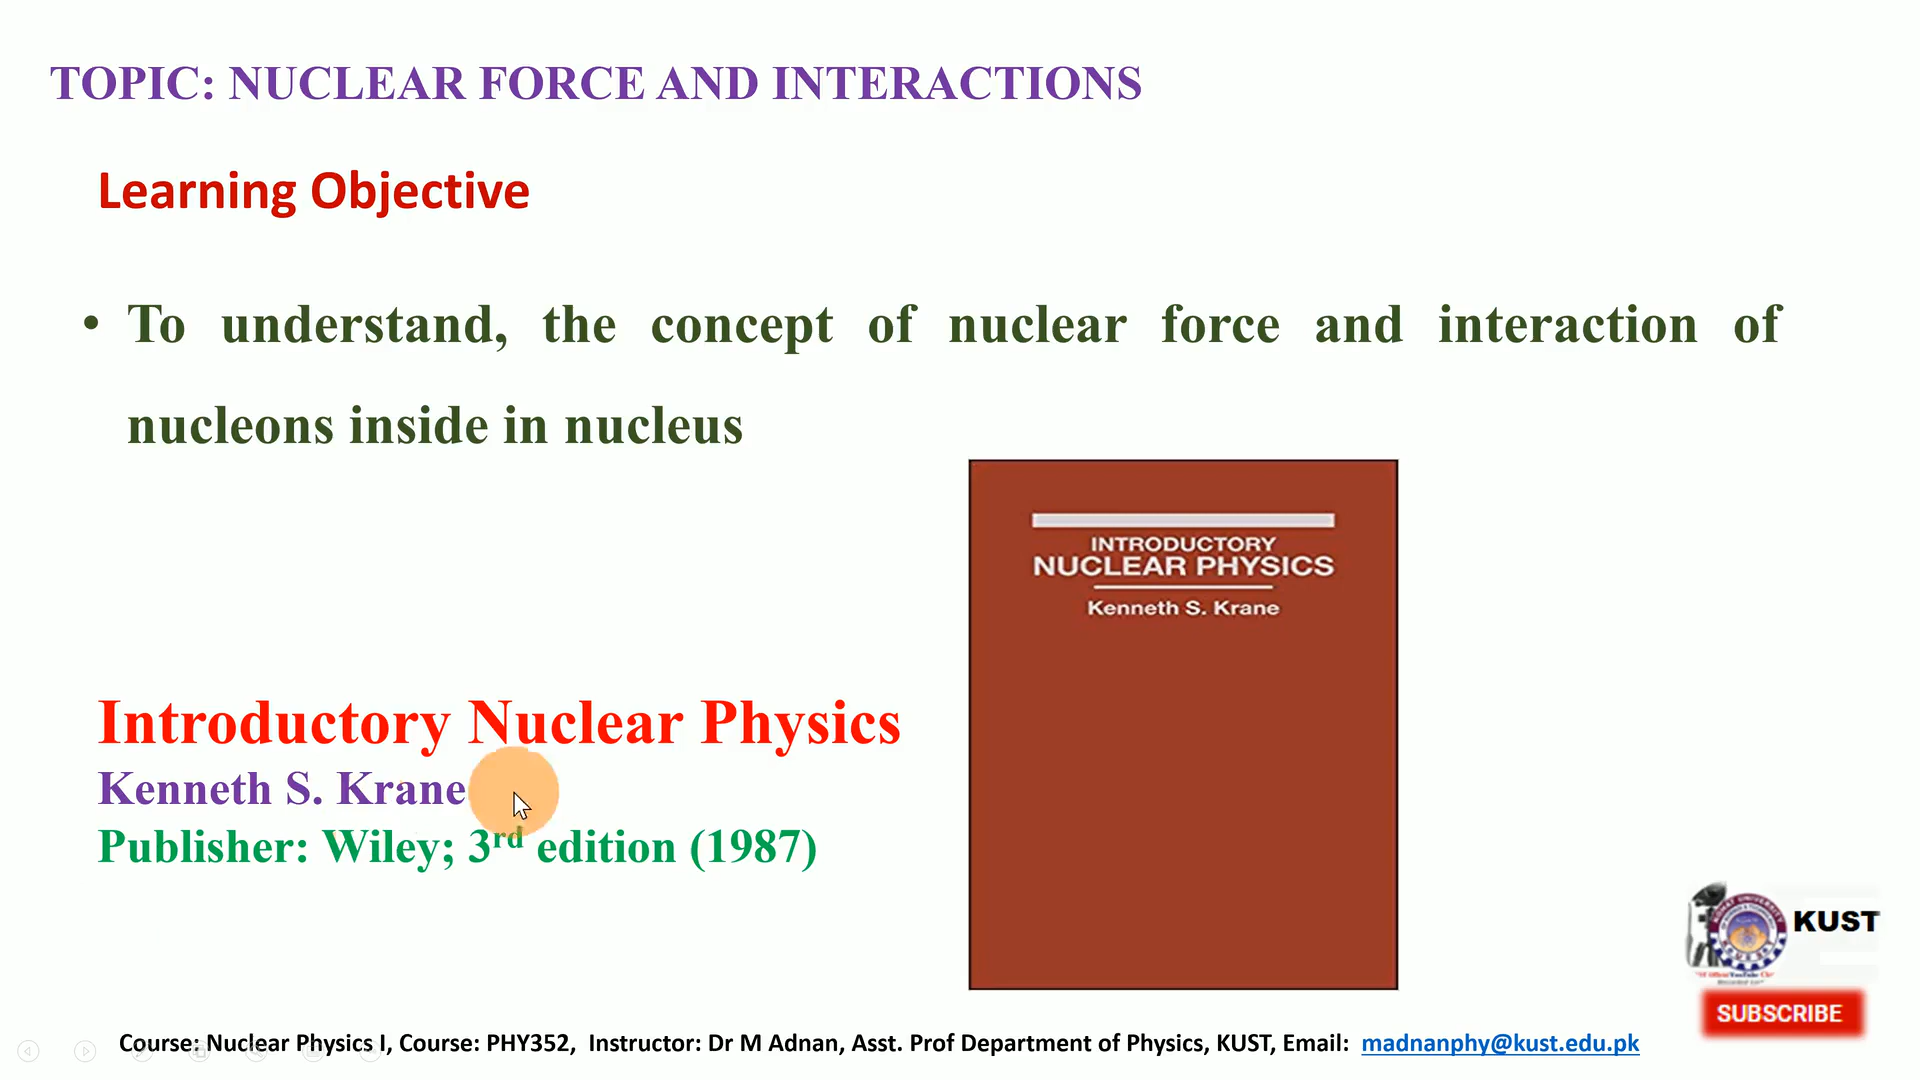 TOPIC: NUCLEAR FORCE AND INTERACTIONS
Learning Objective
• To understand, the concept of nuclear force and interaction of
nucleons inside in nucleus
INTRODUCTORY
NUCLEAR PHYSICS
Kenneth S. Krane
Introductory Nuclear Physics
Kenneth S. Krane
Publisher: Wiley; 3rd edition (1987)
KUST
SUBSCRIBE
Course: Nuclear Physics I, Course: PHY352, Instructor: Dr M Adnan, Asst. Prof Department of Physics, KUST, Email: madnanphy@kust.edu.pk